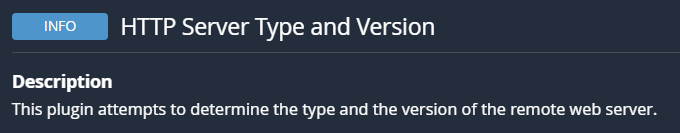 INFO HTTP Server Type and Version
Description
This plugin attempts to determine the type and the version of the remote web server.